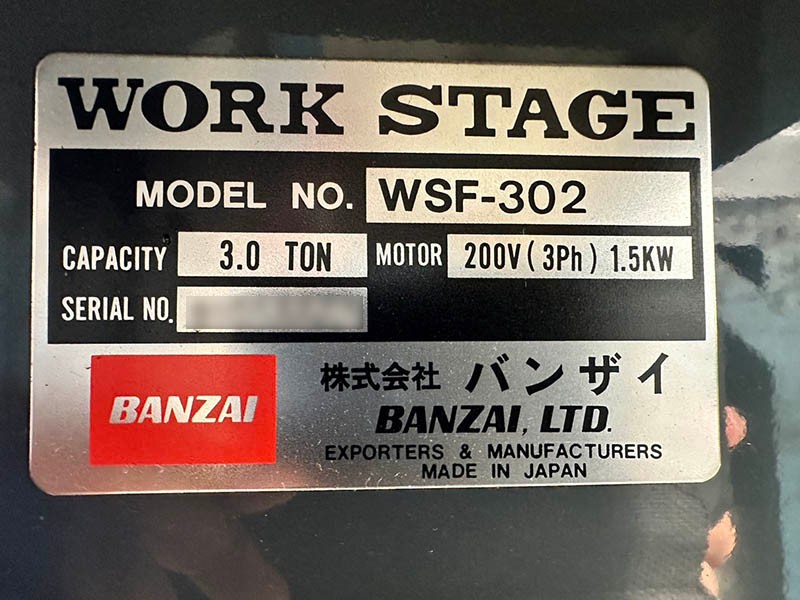 WORK STAGE
MODEL NO. WSF-302
CAPACITY 3.0 TON MOTOR 200V(3Ph) 1.5KW
SERIAL NO.
BANZAI
株式会社 バンザイ
BANZAI, LTD.
EXPORTERS & MANUFACTURERS
MADE IN JAPAN